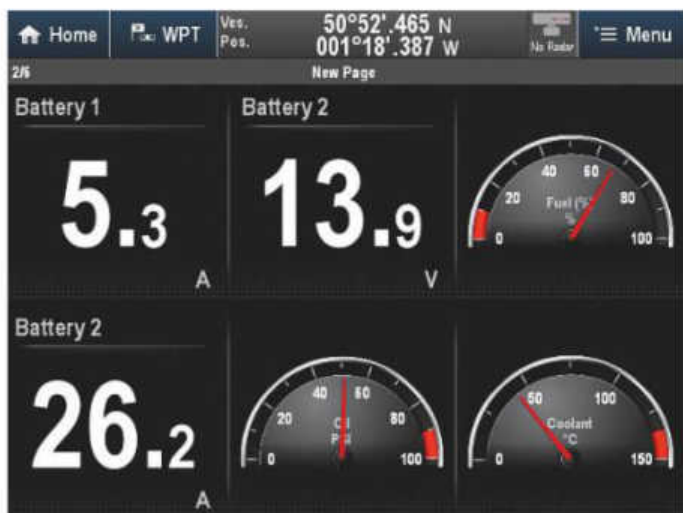 Home
WPT
Ves. Pos.
50°52'.465 N
001°18'.387 W
No Radar
Menu
2/6
New Page
Battery 1
5.3
A
Battery 2
13.9
V
0
20
40
60
80
100
Fuel (%)
%
Battery 2
26.2
A
0
20
40
60
80
100
Oil
PSI
0
50
100
150
Coolant
°C